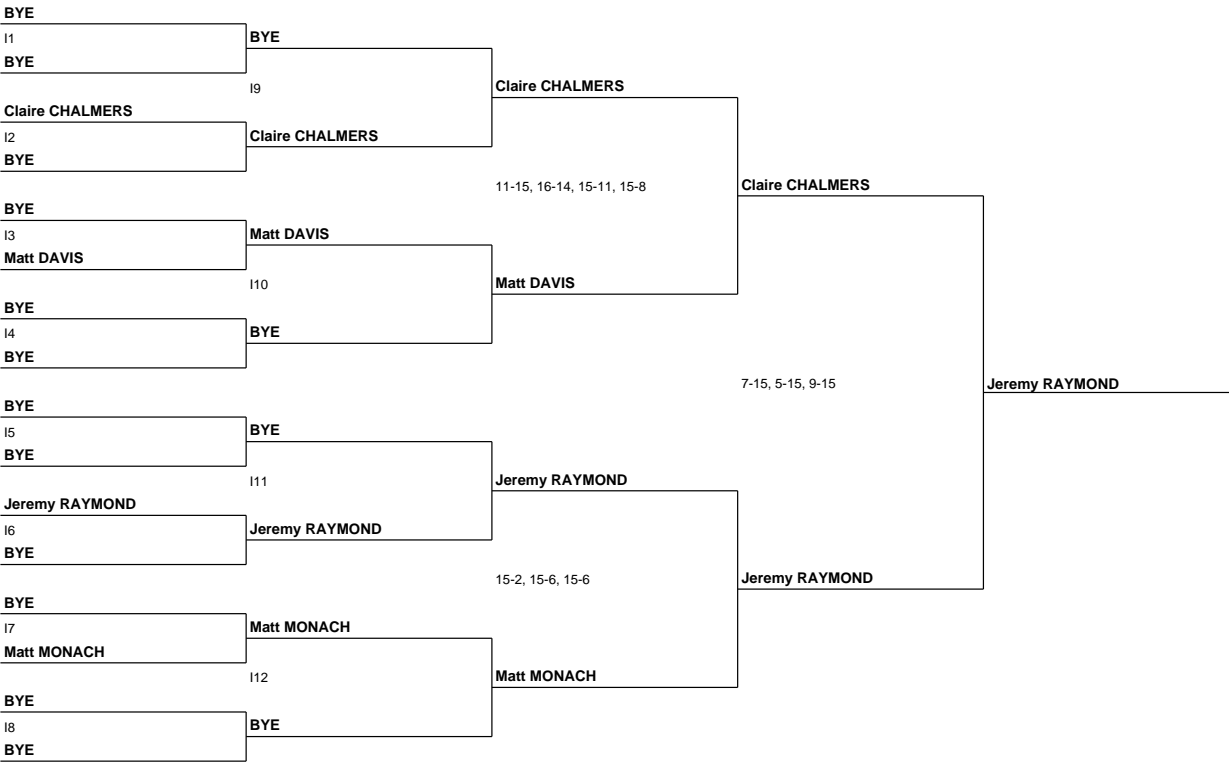 BYE
I1
BYE
BYE
I9
Claire CHALMERS
Claire CHALMERS
I2
Claire CHALMERS
BYE
11-15, 16-14, 15-11, 15-8
Claire CHALMERS
BYE
I3
Matt DAVIS
Matt DAVIS
I10
Matt DAVIS
BYE
I4
BYE
BYE
7-15, 5-15, 9-15
Jeremy RAYMOND
BYE
I5
BYE
BYE
I11
Jeremy RAYMOND
Jeremy RAYMOND
I6
Jeremy RAYMOND
BYE
15-2, 15-6, 15-6
Jeremy RAYMOND
BYE
I7
Matt MONACH
Matt MONACH
I12
Matt MONACH
BYE
I8
BYE
BYE